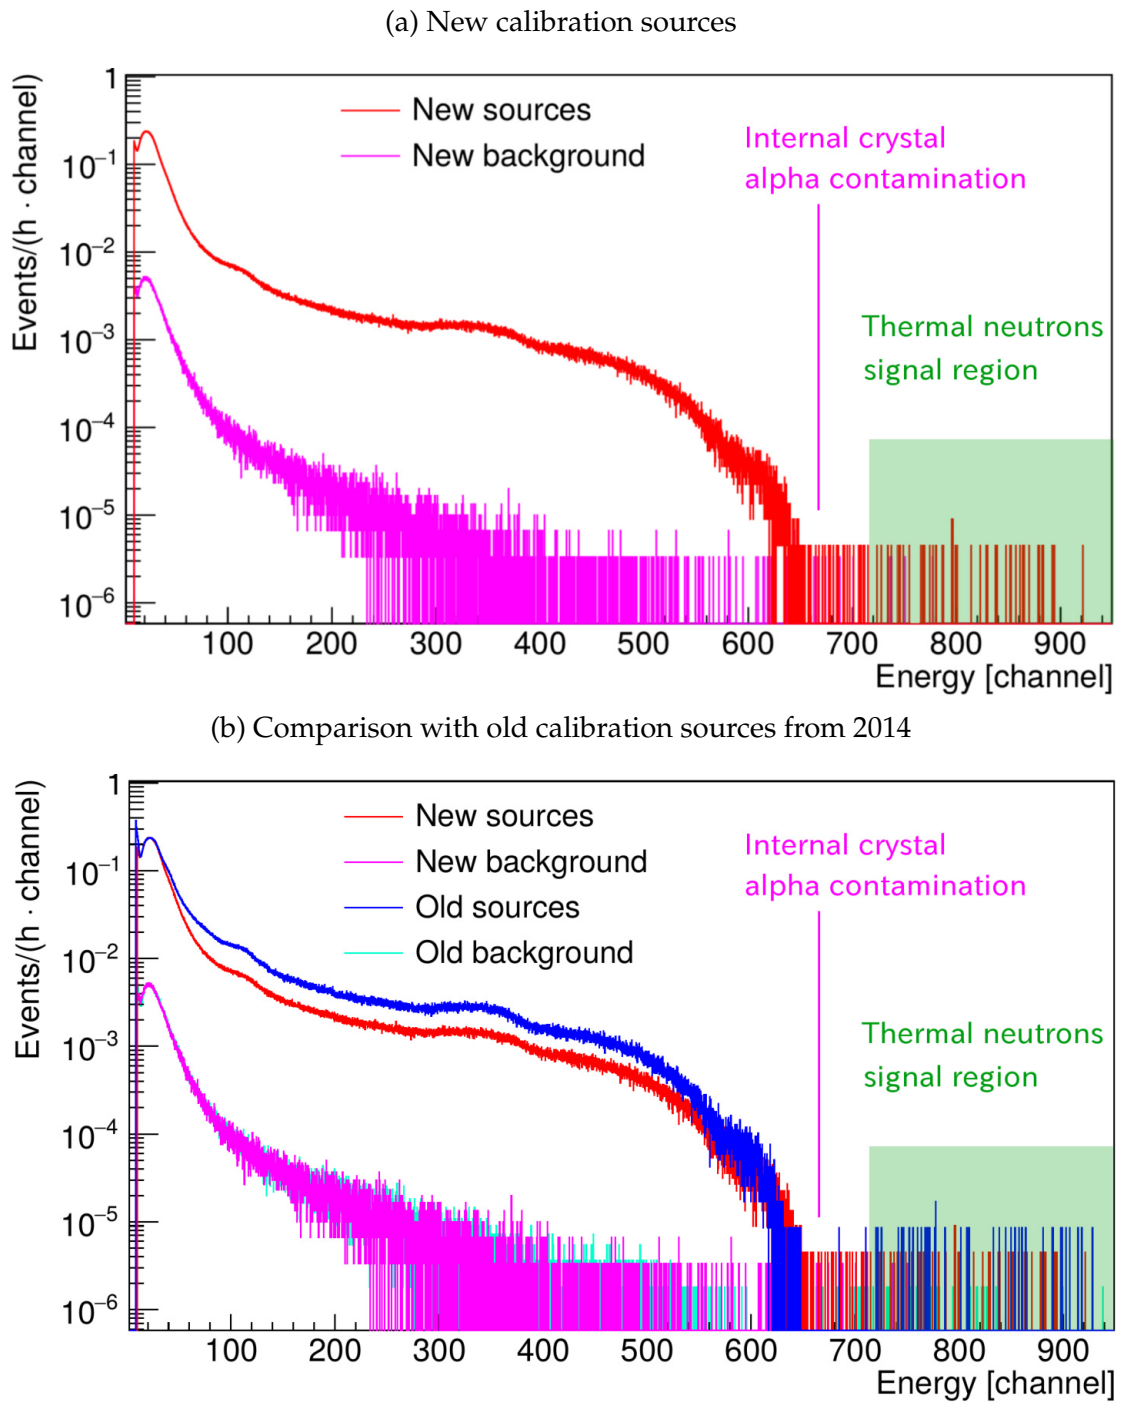 (a) New calibration sources
1
10⁻¹
10⁻²
10⁻³
10⁻⁴
10⁻⁵
10⁻⁶
Events/(h · channel)
New sources
New background
Internal crystal
alpha contamination
Thermal neutrons
signal region
100 200 300 400 500 600 700 800 900
Energy [channel]
(b) Comparison with old calibration sources from 2014
1
10⁻¹
10⁻²
10⁻³
10⁻⁴
10⁻⁵
10⁻⁶
Events/(h · channel)
New sources
New background
Old sources
Old background
Internal crystal
alpha contamination
Thermal neutrons
signal region
100 200 300 400 500 600 700 800 900
Energy [channel]